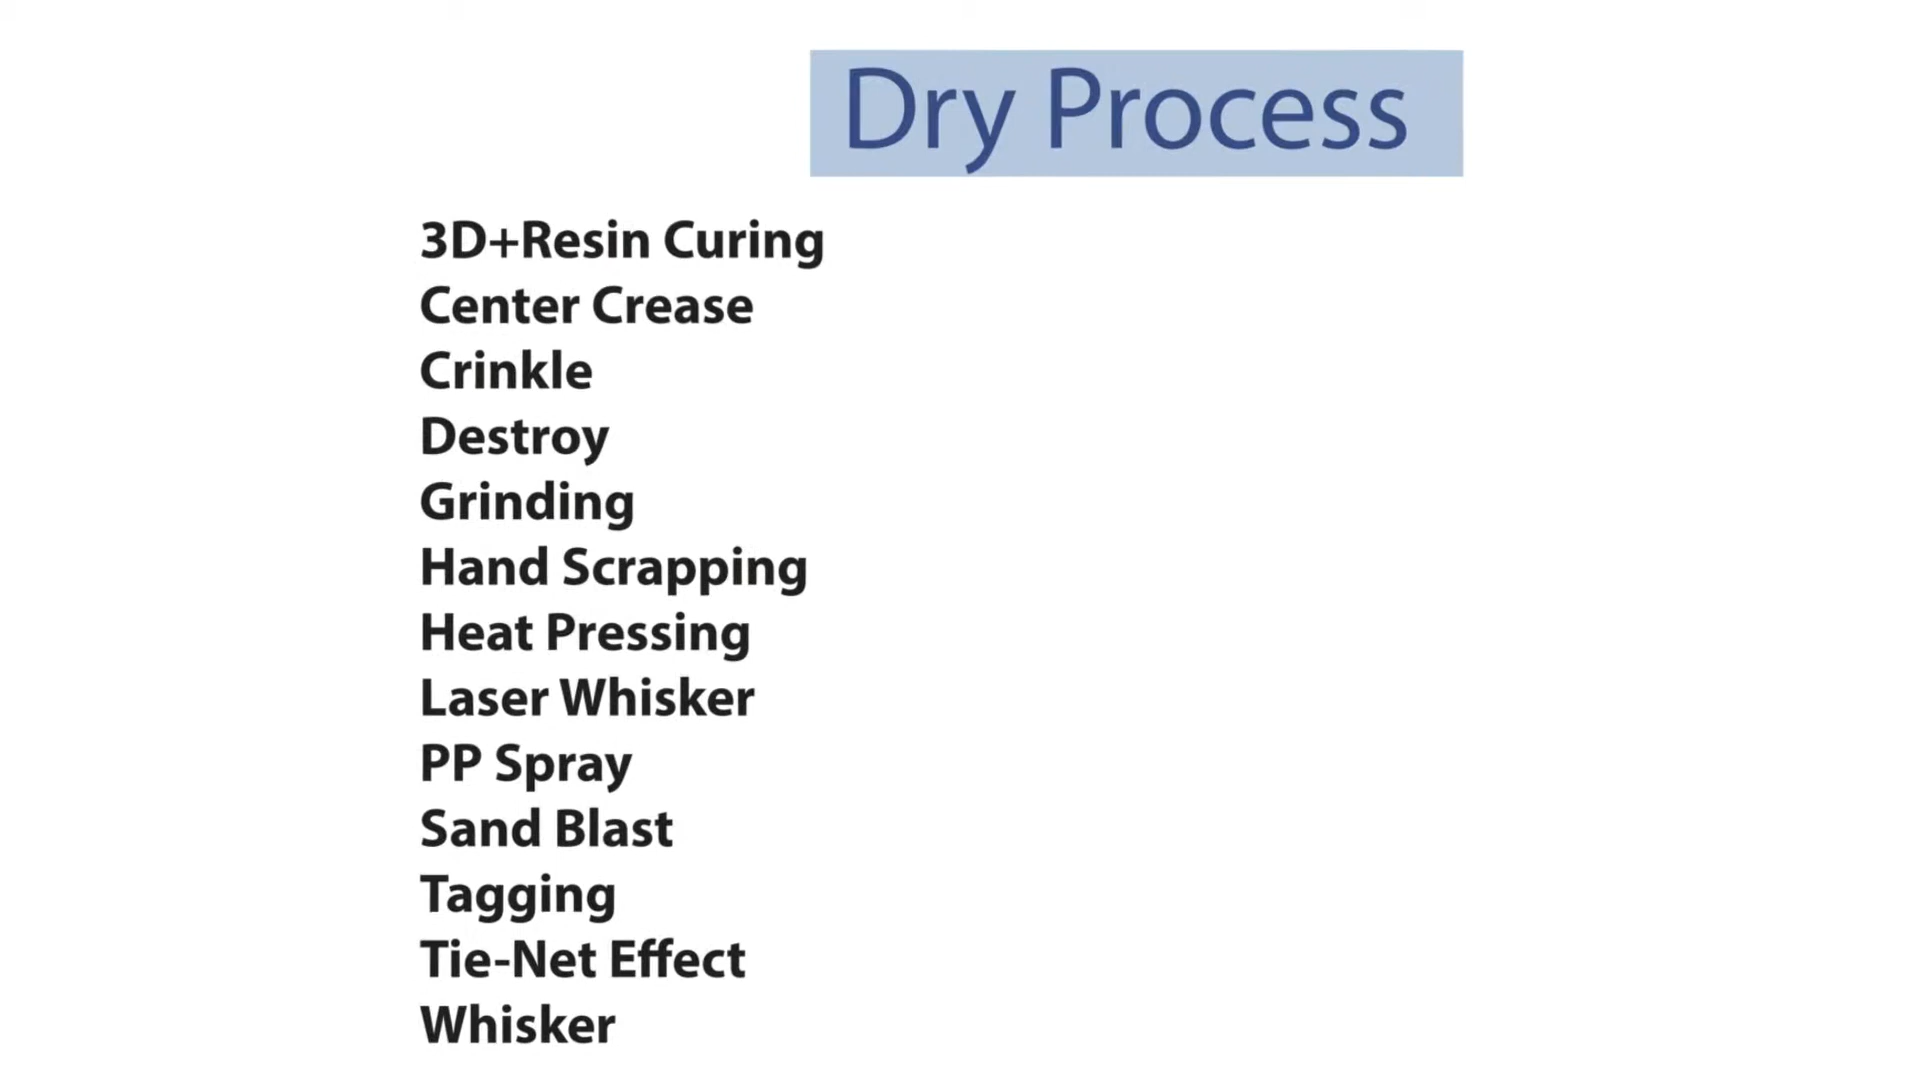 Dry Process
3D+Resin Curing
Center Crease
Crinkle
Destroy
Grinding
Hand Scrapping
Heat Pressing
Laser Whisker
PP Spray
Sand Blast
Tagging
Tie-Net Effect
Whisker